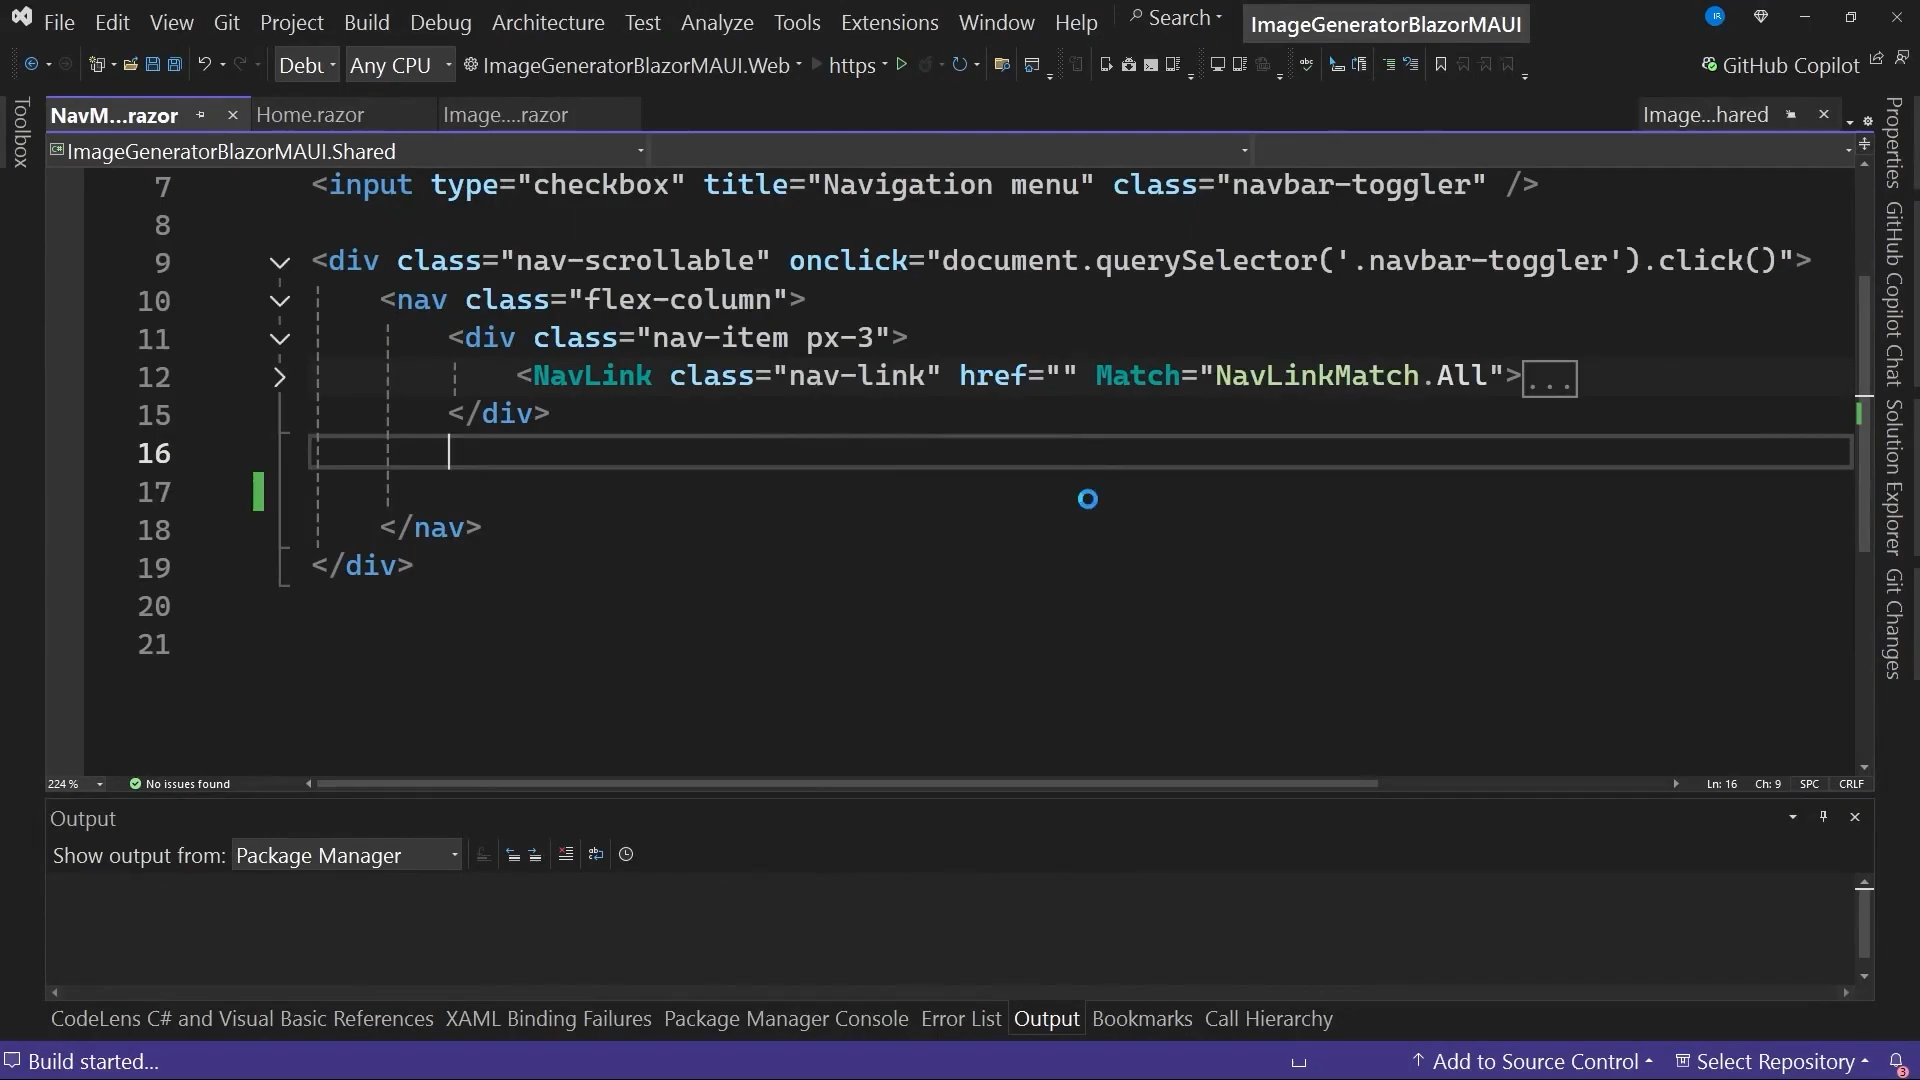 File Edit View Git Project Build Debug Architecture Test Analyze Tools Extensions Window Help Search ImageGeneratorBlazorMAUI
Debu Any CPU ImageGeneratorBlazorMAUI.Web https GitHub Copilot
NavM...razor Home.razor Image....razor Image...hared
ImageGeneratorBlazorMAUI.Shared
7 <input type="checkbox" title="Navigation menu" class="navbar-toggler" />
8
9 <div class="nav-scrollable" onclick="document.querySelector('.navbar-toggler').click()">
10 <nav class="flex-column">
11 <div class="nav-item px-3">
12 <NavLink class="nav-link" href="" Match="NavLinkMatch.All">...
15 </div>
16
17
18 </nav>
19 </div>
20
21
224 % No issues found Ln: 16 Ch: 9 SPC CRLF
Output
Show output from: Package Manager
CodeLens C# and Visual Basic References XAML Binding Failures Package Manager Console Error List Output Bookmarks Call Hierarchy
Build started... Add to Source Control Select Repository 3
Toolbox
Properties
GitHub Copilot Chat
Solution Explorer
Git Changes